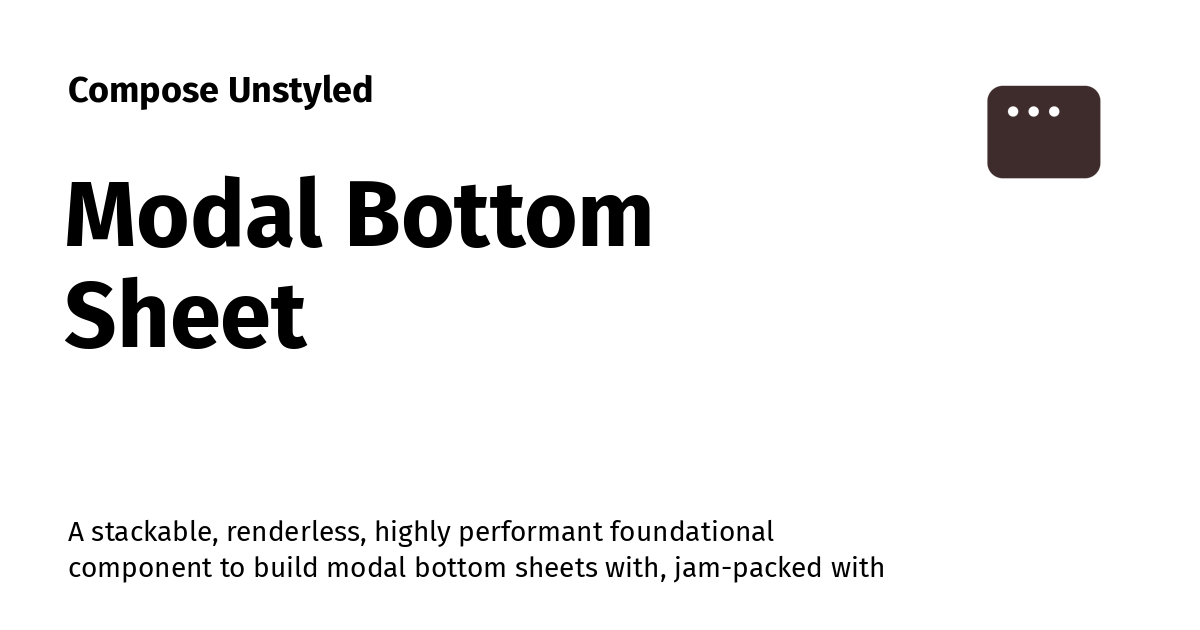 Compose Unstyled
Modal Bottom
Sheet
A stackable, renderless, highly performant foundational
component to build modal bottom sheets with, jam-packed with